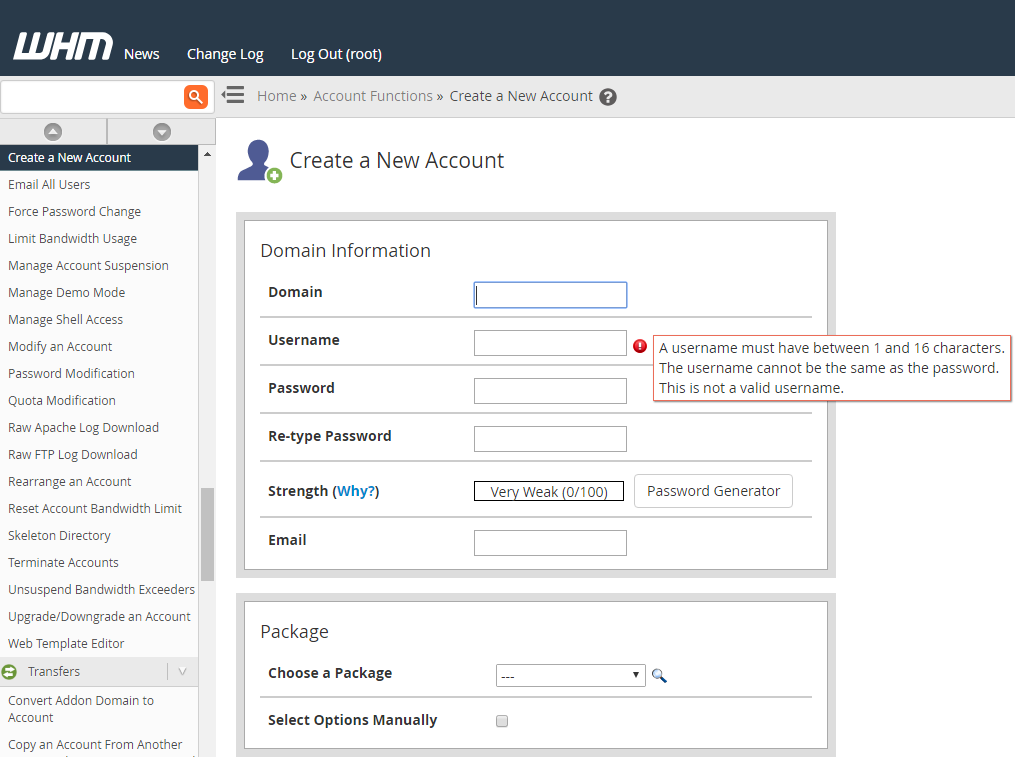 WHM News Change Log Log Out (root)
Home » Account Functions » Create a New Account ?
Create a New Account
Email All Users
Force Password Change
Limit Bandwidth Usage
Manage Account Suspension
Manage Demo Mode
Manage Shell Access
Modify an Account
Password Modification
Quota Modification
Raw Apache Log Download
Raw FTP Log Download
Rearrange an Account
Reset Account Bandwidth Limit
Skeleton Directory
Terminate Accounts
Unsuspend Bandwidth Exceeders
Upgrade/Downgrade an Account
Web Template Editor
Transfers
Convert Addon Domain to
Account
Copy an Account From Another
Create a New Account
Domain Information
Domain
Username
A username must have between 1 and 16 characters.
The username cannot be the same as the password.
This is not a valid username.
Password
Re-type Password
Strength (Why?) Very Weak (0/100) Password Generator
Email
Package
Choose a Package ---
Select Options Manually